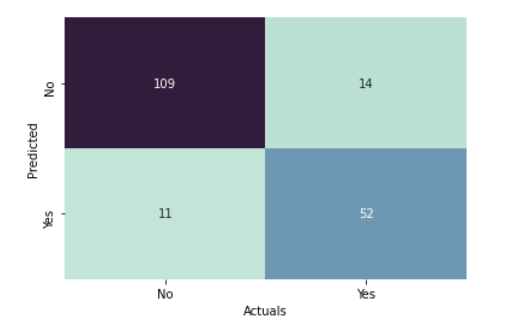 No
109
14
Predicted
Yes
11
52
No
Yes
Actuals